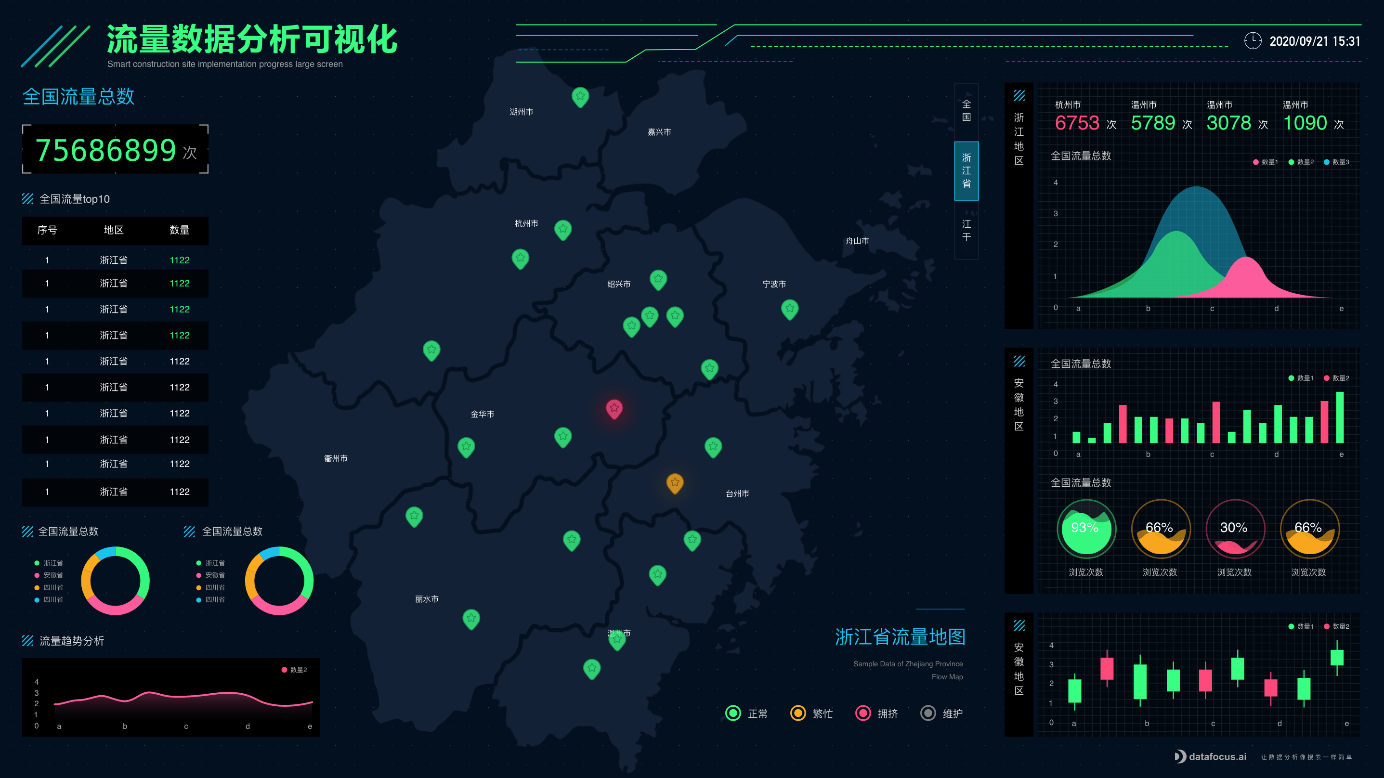 流量数据分析可视化
Smart construction site implementation progress large screen
2020/09/21 15:31
全国流量总数
75686899 次
全国流量top10
序号 地区 数量
1 浙江省 1122
1 浙江省 1122
1 浙江省 1122
1 浙江省 1122
1 浙江省 1122
1 浙江省 1122
1 浙江省 1122
1 浙江省 1122
1 浙江省 1122
1 浙江省 1122
全国流量总数
浙江省
安徽省
四川省
四川省
全国流量总数
浙江省
安徽省
四川省
四川省
流量趋势分析
数量2
4
3
2
1
0
a b c d e
湖州市
嘉兴市
杭州市
舟山市
绍兴市
宁波市
金华市
衢州市
台州市
丽水市
全国
浙江省
江干
浙江省流量地图
Sample Data of Zhejiang Province
Flow Map
正常 繁忙 拥挤 维护
浙江地区
杭州市 温州市 温州市 温州市
6753 次 5789 次 3078 次 1090 次
全国流量总数
数量1 数量2 数量3
4
3
2
1
0
a b c d e
安徽地区
全国流量总数
数量1 数量2
4
3
2
1
0
a b c d e
全国流量总数
93% 66% 30% 66%
浏览次数 浏览次数 浏览次数 浏览次数
安徽地区
数量1 数量2
4
3
2
1
0
a b c d e
datafocus.ai 让数据分析像搜索一样简单